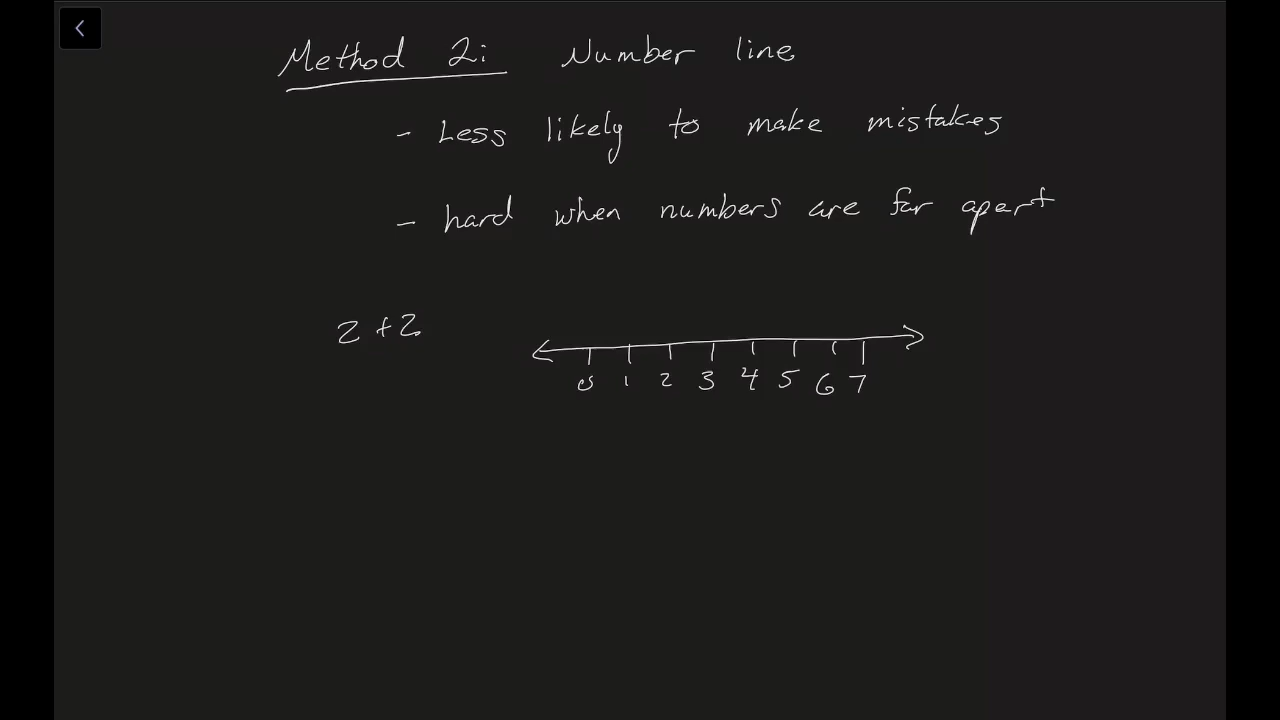 Method 2: Number line
- Less likely to make mistakes
- hard when numbers are far apart
2 + 2
0 1 2 3 4 5 6 7